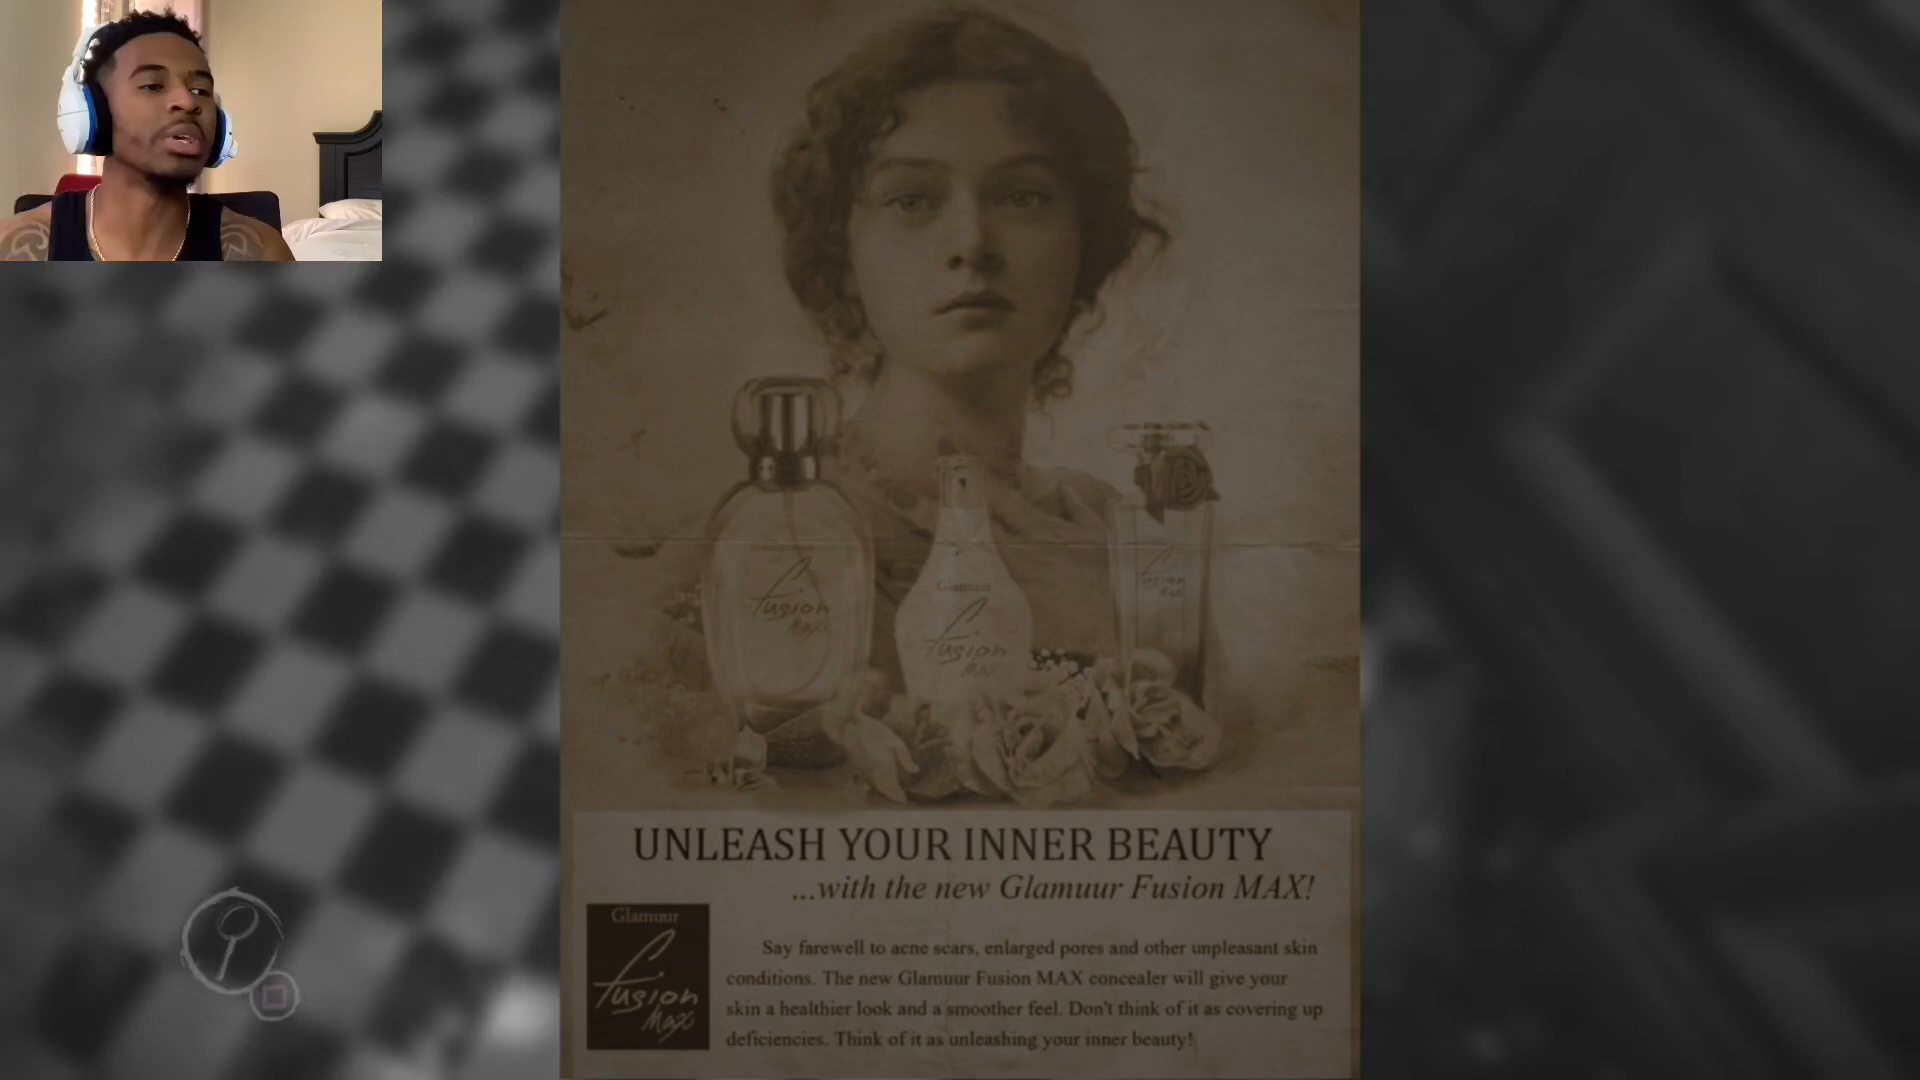 fusion
Max
Glamuur
fusion
Max
fusion
Max
UNLEASH YOUR INNER BEAUTY
...with the new Glamuur Fusion MAX!
Glamuur
fusion
Max
Say farewell to acne scars, enlarged pores and other unpleasant skin
conditions. The new Glamuur Fusion MAX concealer will give your
skin a healthier look and a smoother feel. Don't think of it as covering up
deficiencies. Think of it as unleashing your inner beauty!